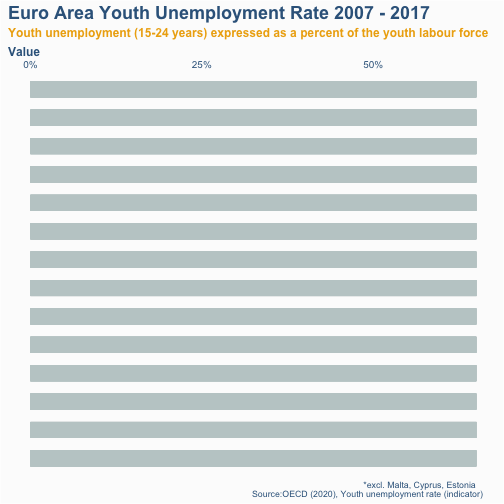 Euro Area Youth Unemployment Rate 2007 - 2017
Youth unemployment (15-24 years) expressed as a percent of the youth labour force
Value
0% 25% 50%
*excl. Malta, Cyprus, Estonia
Source:OECD (2020), Youth unemployment rate (indicator)